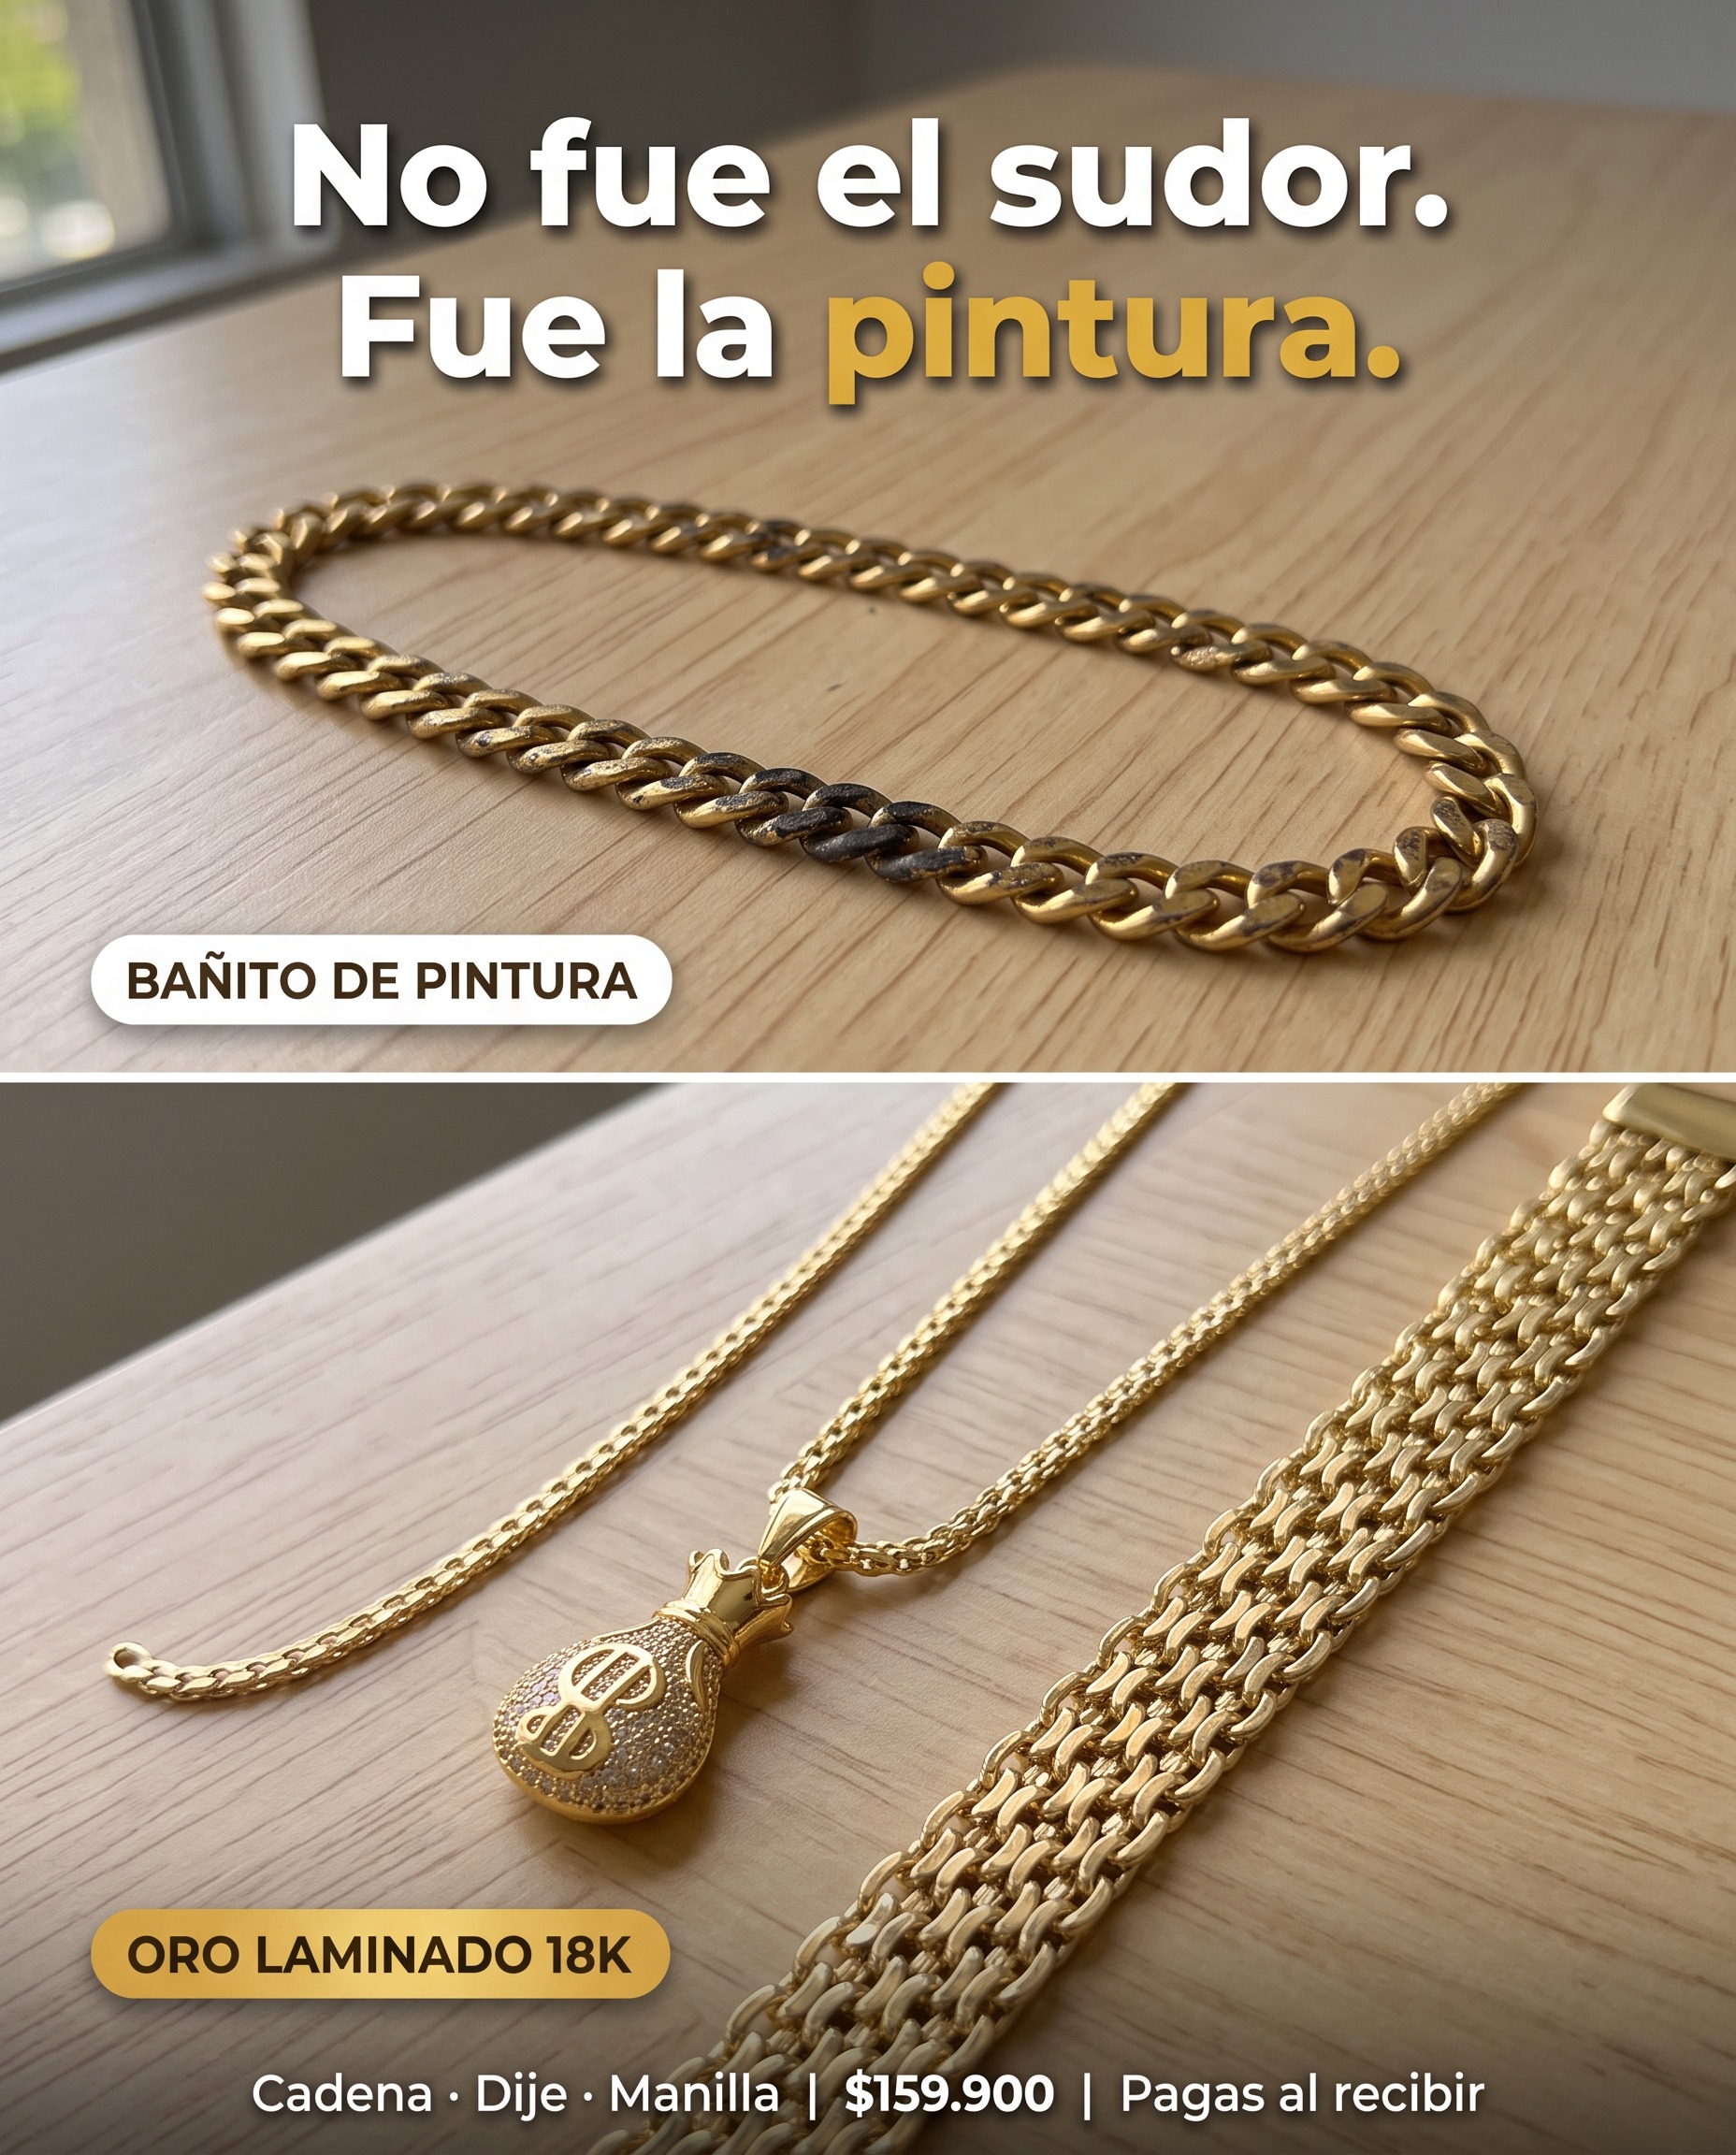 No fue el sudor.
Fue la pintura.
BAÑITO DE PINTURA
ORO LAMINADO 18K
Cadena · Dije · Manilla | $159.900 | Pagas al recibir